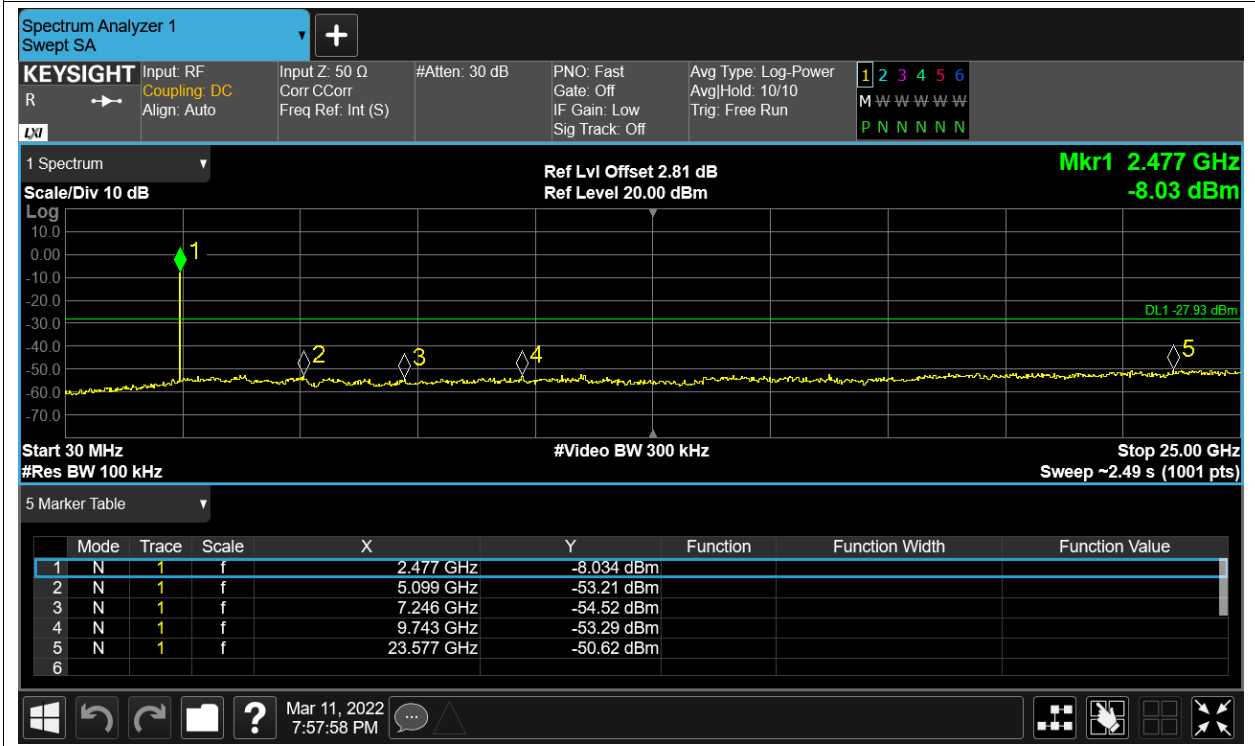 Spectrum Analyzer 1
Swept SA
+
KEYSIGHT
R
LXI
Input: RF
Coupling: DC
Align: Auto
Input Z: 50 Ω
Corr CCorr
Freq Ref: Int (S)
#Atten: 30 dB
PNO: Fast
Gate: Off
IF Gain: Low
Sig Track: Off
Avg Type: Log-Power
Avg|Hold: 10/10
Trig: Free Run
1 2 3 4 5 6
M W W W W W
P N N N N N
1 Spectrum
Scale/Div 10 dB
Ref Lvl Offset 2.81 dB
Ref Level 20.00 dBm
Mkr1 2.477 GHz
-8.03 dBm
Log
10.0
0.00
-10.0
-20.0
-30.0
-40.0
-50.0
-60.0
-70.0
1
2
3
4
5
DL1 -27.93 dBm
Start 30 MHz
#Video BW 300 kHz
Stop 25.00 GHz
#Res BW 100 kHz
Sweep ~2.49 s (1001 pts)
5 Marker Table
Mode Trace Scale X Y Function Function Width Function Value
1 N 1 f 2.477 GHz -8.034 dBm
2 N 1 f 5.099 GHz -53.21 dBm
3 N 1 f 7.246 GHz -54.52 dBm
4 N 1 f 9.743 GHz -53.29 dBm
5 N 1 f 23.577 GHz -50.62 dBm
6
?
Mar 11, 2022
7:57:58 PM